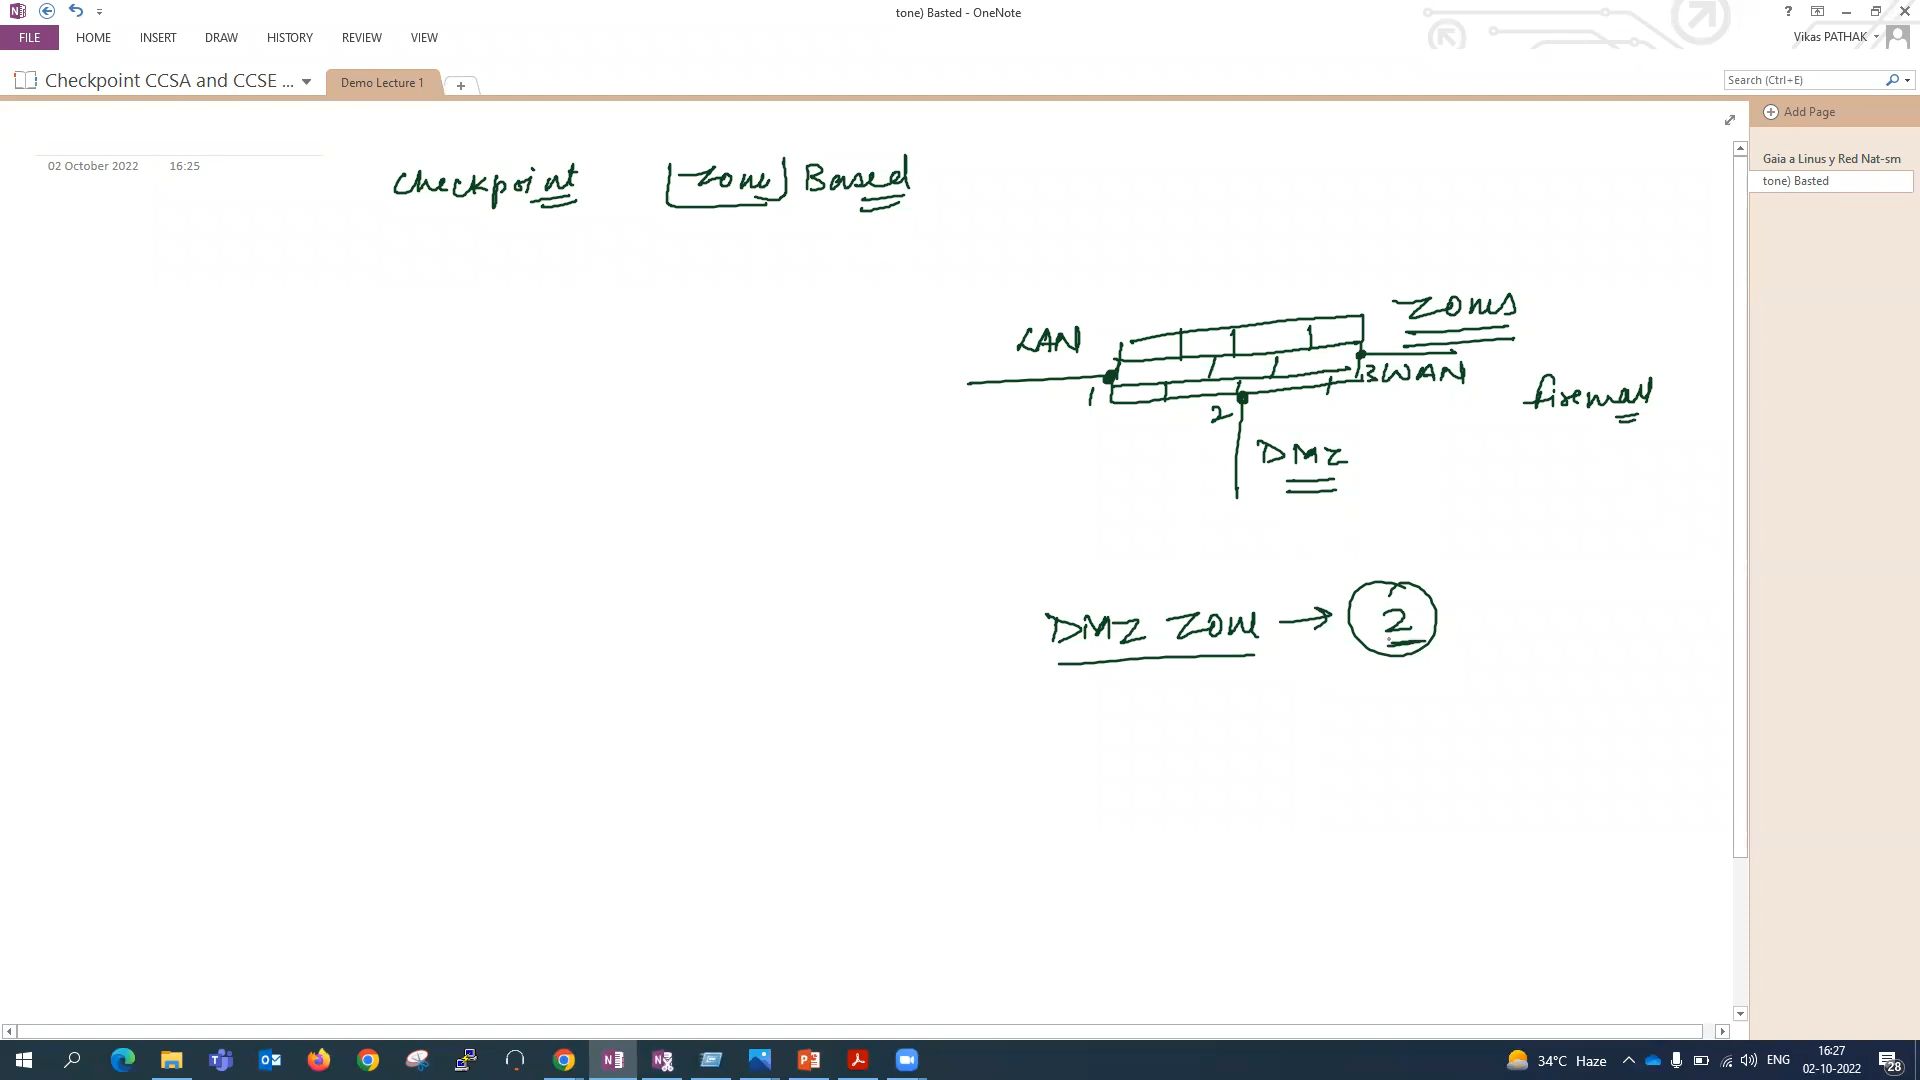 tone) Basted - OneNote
?
Vikas PATHAK
FILE HOME INSERT DRAW HISTORY REVIEW VIEW
Checkpoint CCSA and CCSE ...
Demo Lecture 1
+
Search (Ctrl+E)
Add Page
Gaia a Linus y Red Nat-sm
tone) Basted
02 October 2022 16:25
Checkpoint [Zone] Based
Zones
LAN
3 WAN
1
2
firewall
DMZ
DMZ Zone → 2
34°C Haze
ENG
16:27
02-10-2022
28